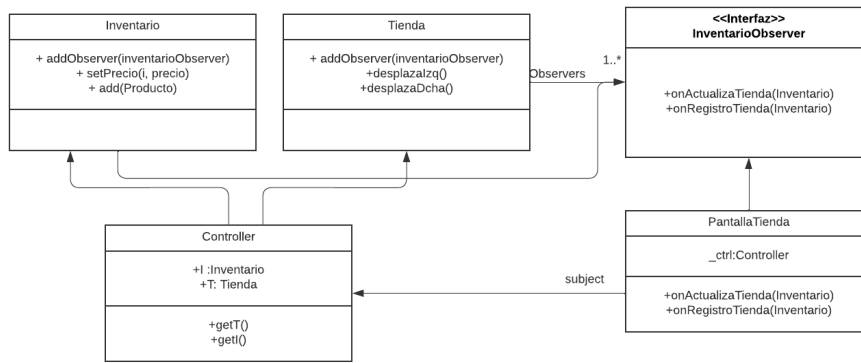 Inventario
+ addObserver(inventarioObserver)
+ setPrecio(i, precio)
+ add(Producto)
Tienda
+ addObserver(inventarioObserver)
+desplazaIzq()
+desplazaDcha()
Observers
1..*
<<Interfaz>>
InventarioObserver
+onActualizaTienda(Inventario)
+onRegistroTienda(Inventario)
Controller
+I :Inventario
+T: Tienda
+getT()
+getI()
subject
PantallaTienda
_ctrl:Controller
+onActualizaTienda(Inventario)
+onRegistroTienda(Inventario)